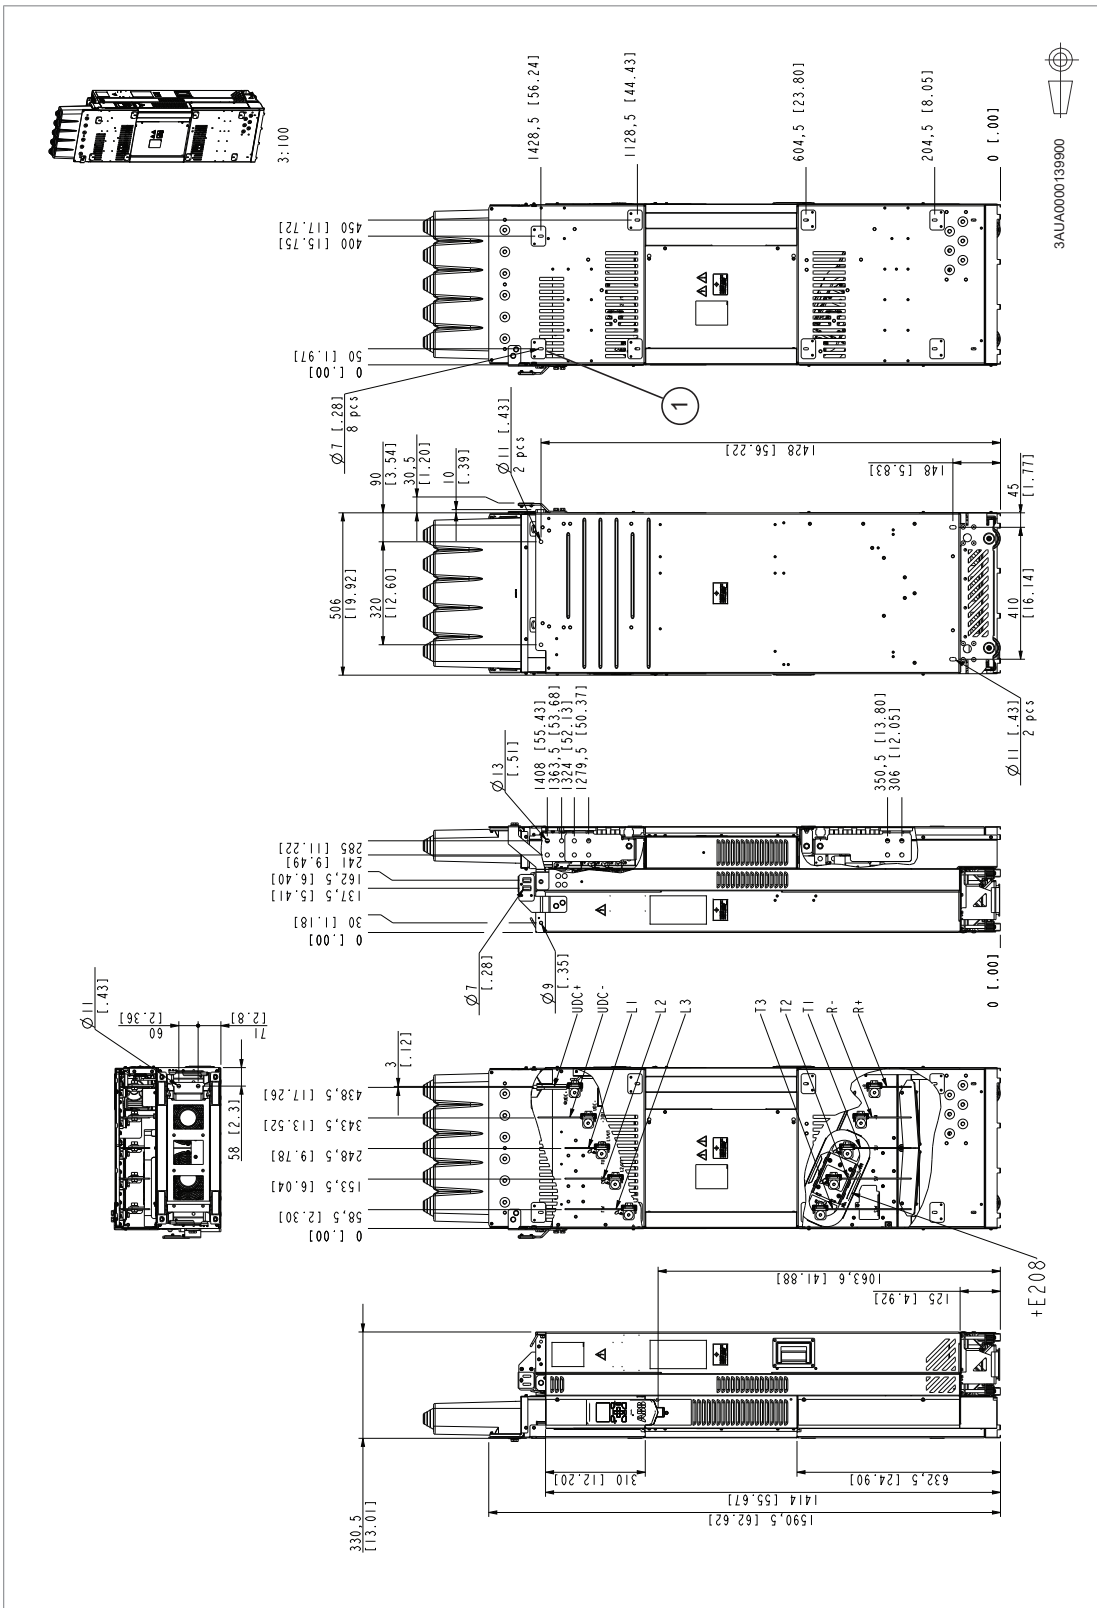 3:100
3AUA0000139900
1428,5 [56.24]
1128,5 [44.43]
604,5 [23.80]
204,5 [8.05]
0 [.00]
450 [17.72]
400 [15.75]
50 [1.97]
0 [.00]
Ø7 [.28]
8 pcs
1
Ø11 [.43]
2 pcs
90
[3.54]
30,5
[1.20]
10
[.39]
506
[19.92]
320
[12.60]
1428 [56.22]
148 [5.83]
45
[1.77]
410
[16.14]
Ø11 [.43]
2 pcs
Ø13
[.51]
1408 [55.43]
1363,5 [53.68]
1324 [52.13]
1279,5 [50.37]
350,5 [13.80]
306 [12.05]
285 [11.22]
241 [9.49]
162,5 [6.40]
137,5 [5.41]
30 [1.18]
0 [.00]
Ø7
[.28]
Ø9
[.35]
0 [.00]
Ø11
[.43]
60
[2.36]
71
[2.8]
58 [2.3]
3
[.12]
438,5 [17.26]
343,5 [13.52]
248,5 [9.78]
153,5 [6.04]
58,5 [2.30]
0 [.00]
UDC+
UDC-
L1
L2
L3
T3
T2
T1
R-
R+
+E208
1063,6 [41.88]
125 [4.92]
330,5
[13.01]
ABB
310 [12.20]
632,5 [24.90]
1414 [55.67]
1590,5 [62.62]